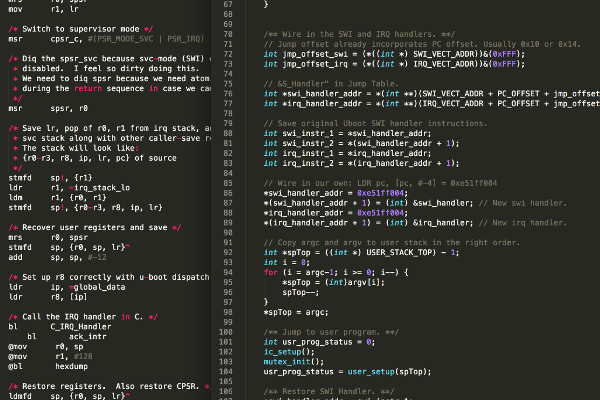 mrs r0, spsr
mov r1, lr
/* Switch to supervisor mode */
msr cpsr_c, #(PSR_MODE_SVC | PSR_IRQ)
/* Diq the spsr_svc because svc-mode (SWI)
* disabled. I feel so dirty doing this.
* We need to diq spsr because we need atom
* during the return sequence in case we can
*/
msr spsr, r0
/* Save lr, pop of r0, r1 from irq stack, a
* svc stack along with other caller-save r
* The stack will look like:
* {r0-r3, r8, ip, lr, pc} of source
*/
stmfd sp!, {r1}
ldr r1, =irq_stack_lo
ldm r1, {r0, r1}
stmfd sp!, {r0-r3, r8, ip, lr}
/* Recover user registers and save */
mrs r0, spsr
stmfd sp, {r0, sp, lr}^
add sp, sp, #-12
/* Set up r8 correctly with u-boot dispatch
ldr ip, =global_data
ldr r8, [ip]
/* Call the IRQ handler in C. */
bl C_IRQ_Handler
bl ack_intr
@mov r0, sp
@mov r1, #128
@bl hexdump
/* Restore registers. Also restore CPSR. *
ldmfd sp, {r0, sp, lr}^
67 }
68
69
70 /** Wire in the SWI and IRQ handlers. **/
71 // Jump offset already incorporates PC offset. Usually 0x10 or 0x14.
72 int jmp_offset_swi = (*((int *) SWI_VECT_ADDR))&(0xFFF);
73 int jmp_offset_irq = (*((int *) IRQ_VECT_ADDR))&(0xFFF);
74
75 // &S_Handler" in Jump Table.
76 int *swi_handler_addr = *(int **)(SWI_VECT_ADDR + PC_OFFSET + jmp_offset
77 int *irq_handler_addr = *(int **)(IRQ_VECT_ADDR + PC_OFFSET + jmp_offset
78
79 // Save original Uboot SWI handler instructions.
80 int swi_instr_1 = *swi_handler_addr;
81 int swi_instr_2 = *(swi_handler_addr + 1);
82 int irq_instr_1 = *irq_handler_addr;
83 int irq_instr_2 = *(irq_handler_addr + 1);
84
85 // Wire in our own: LDR pc, [pc, #-4] = 0xe51ff004
86 *swi_handler_addr = 0xe51ff004;
87 *(swi_handler_addr + 1) = (int) &swi_handler; // New swi handler.
88 *irq_handler_addr = 0xe51ff004;
89 *(irq_handler_addr + 1) = (int) &irq_handler; // New irq handler.
90
91 // Copy argc and argv to user stack in the right order.
92 int *spTop = ((int *) USER_STACK_TOP) - 1;
93 int i = 0;
94 for (i = argc-1; i >= 0; i--) {
95 *spTop = (int)argv[i];
96 spTop--;
97 }
98 *spTop = argc;
99
100 /** Jump to user program. **/
101 int usr_prog_status = 0;
102 ic_setup();
103 mutex_init();
104 usr_prog_status = user_setup(spTop);
105
106 /** Restore SWI Handler. **/